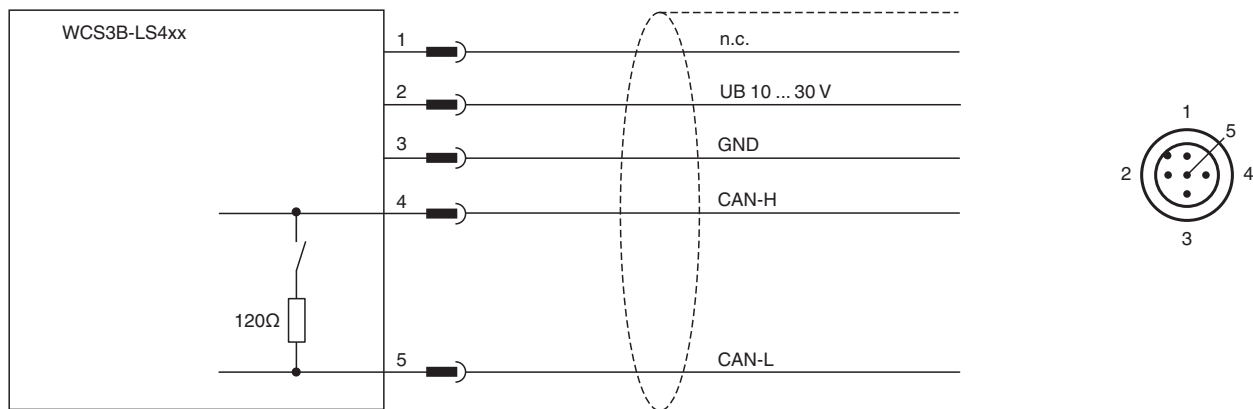 WCS3B-LS4xx
1
n.c.
2
UB 10 ... 30 V
3
GND
4
CAN-H
120Ω
5
CAN-L
1
5
2
4
3